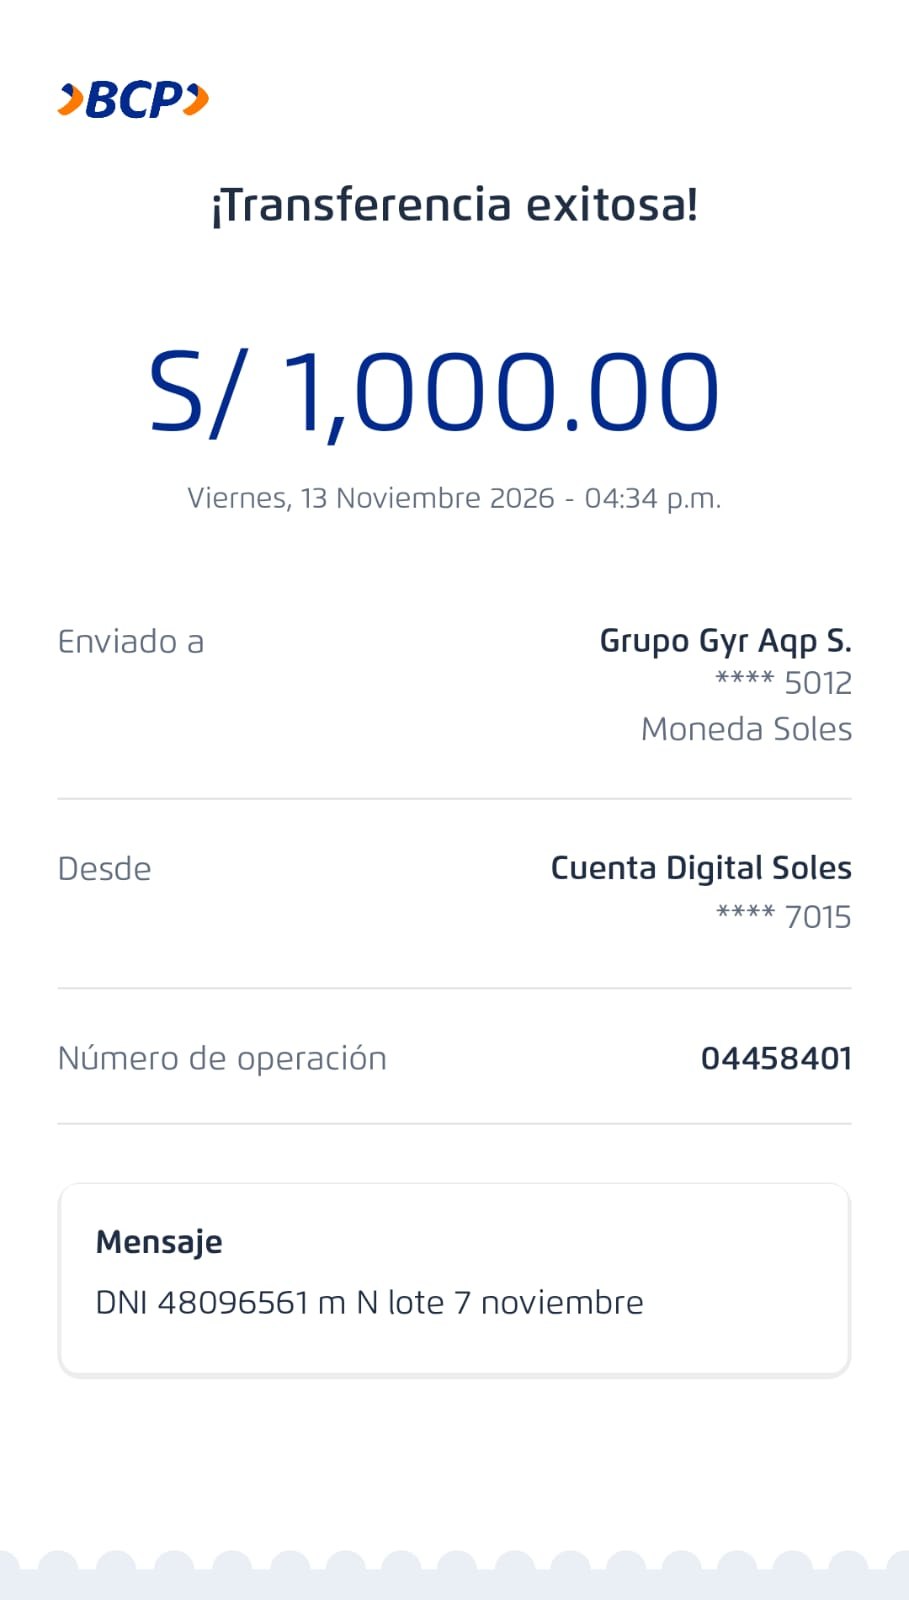 BCP
¡Transferencia exitosa!
S/ 1,000.00
Viernes, 13 Noviembre 2026 - 04:34 p.m.
Enviado a
Grupo Gyr Aqp S.
**** 5012
Moneda Soles
Desde
Cuenta Digital Soles
**** 7015
Número de operación
04458401
Mensaje
DNI 48096561 m N lote 7 noviembre